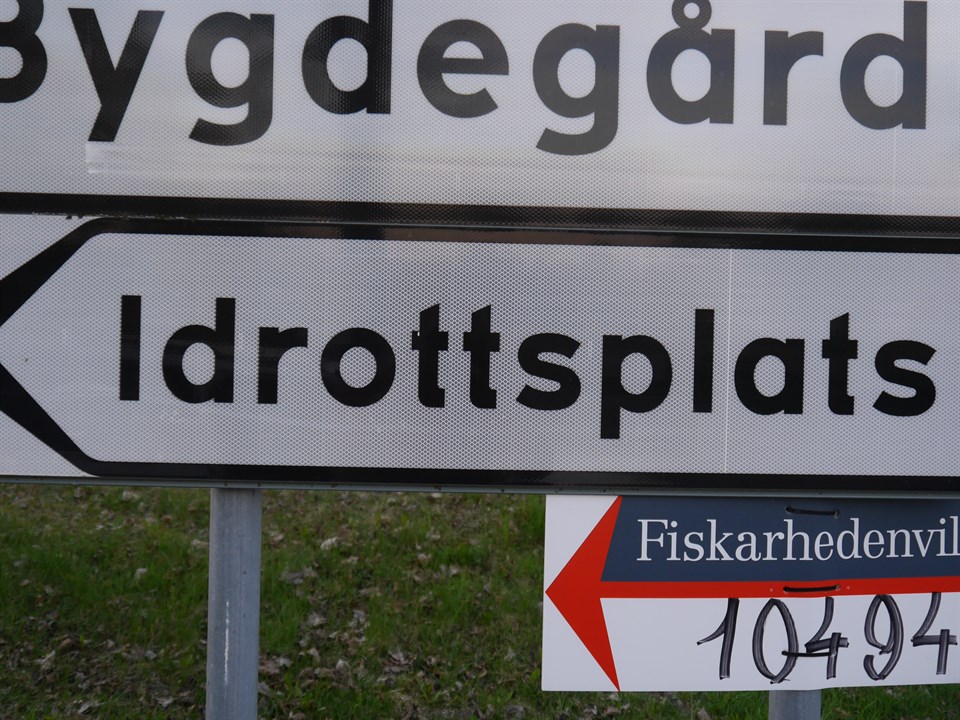 Bygdegård
Idrottsplats
Fiskarhedenvil
10494